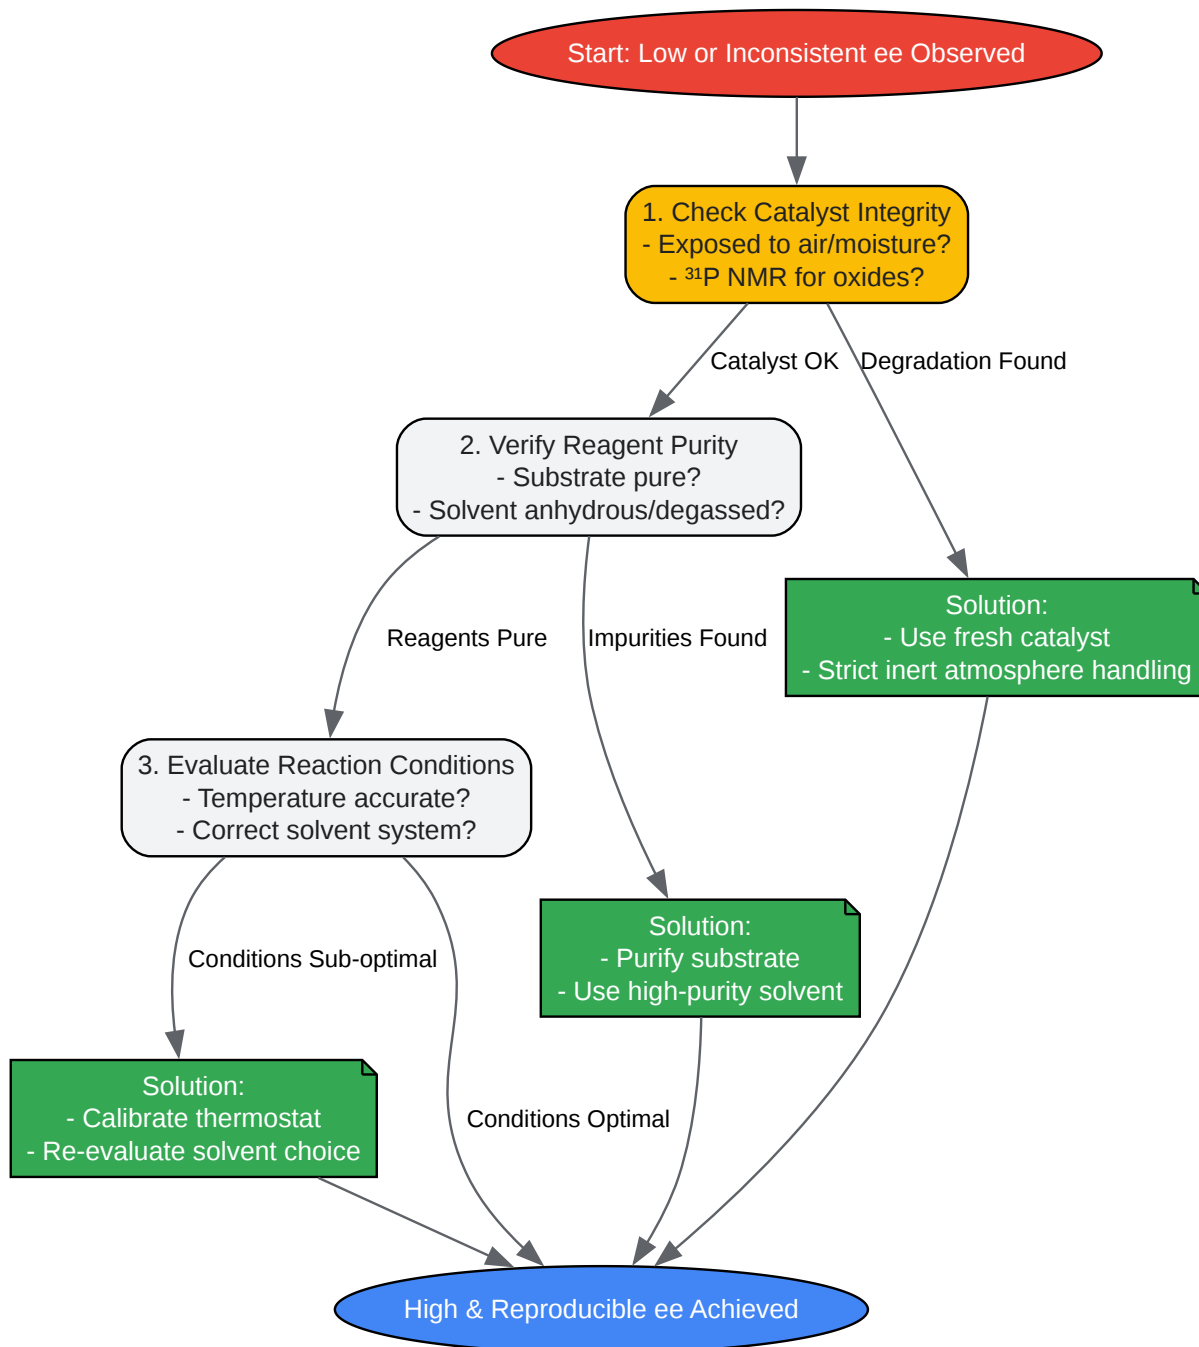 Start: Low or Inconsistent ee Observed
1. Check Catalyst Integrity
- Exposed to air/moisture?
- ³¹P NMR for oxides?
Catalyst OK
Degradation Found
2. Verify Reagent Purity
- Substrate pure?
- Solvent anhydrous/degassed?
Solution:
- Use fresh catalyst
- Strict inert atmosphere handling
Reagents Pure
Impurities Found
3. Evaluate Reaction Conditions
- Temperature accurate?
- Correct solvent system?
Solution:
- Purify substrate
- Use high-purity solvent
Conditions Sub-optimal
Conditions Optimal
Solution:
- Calibrate thermostat
- Re-evaluate solvent choice
High & Reproducible ee Achieved